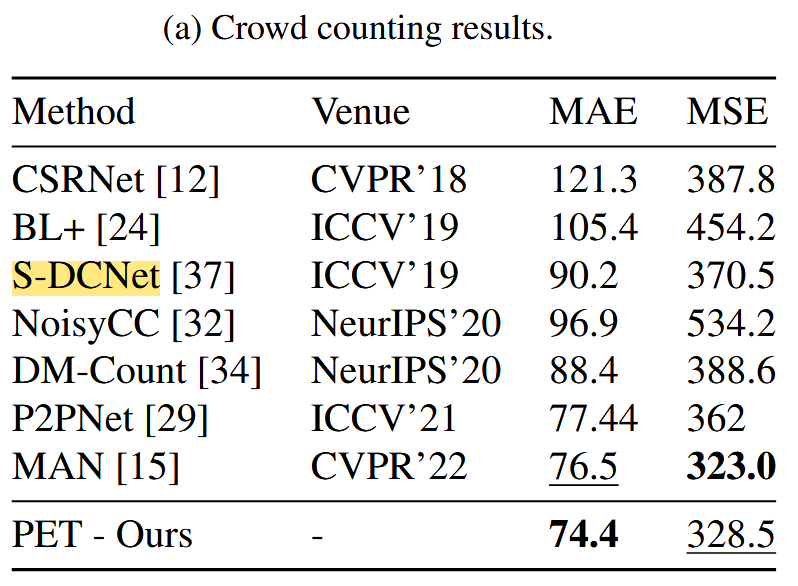 (a) Crowd counting results.
Method Venue MAE MSE
CSRNet [12] CVPR’18 121.3 387.8
BL+ [24] ICCV’19 105.4 454.2
S-DCNet [37] ICCV’19 90.2 370.5
NoisyCC [32] NeurIPS’20 96.9 534.2
DM-Count [34] NeurIPS’20 88.4 388.6
P2PNet [29] ICCV’21 77.44 362
MAN [15] CVPR’22 76.5 323.0
PET - Ours - 74.4 328.5